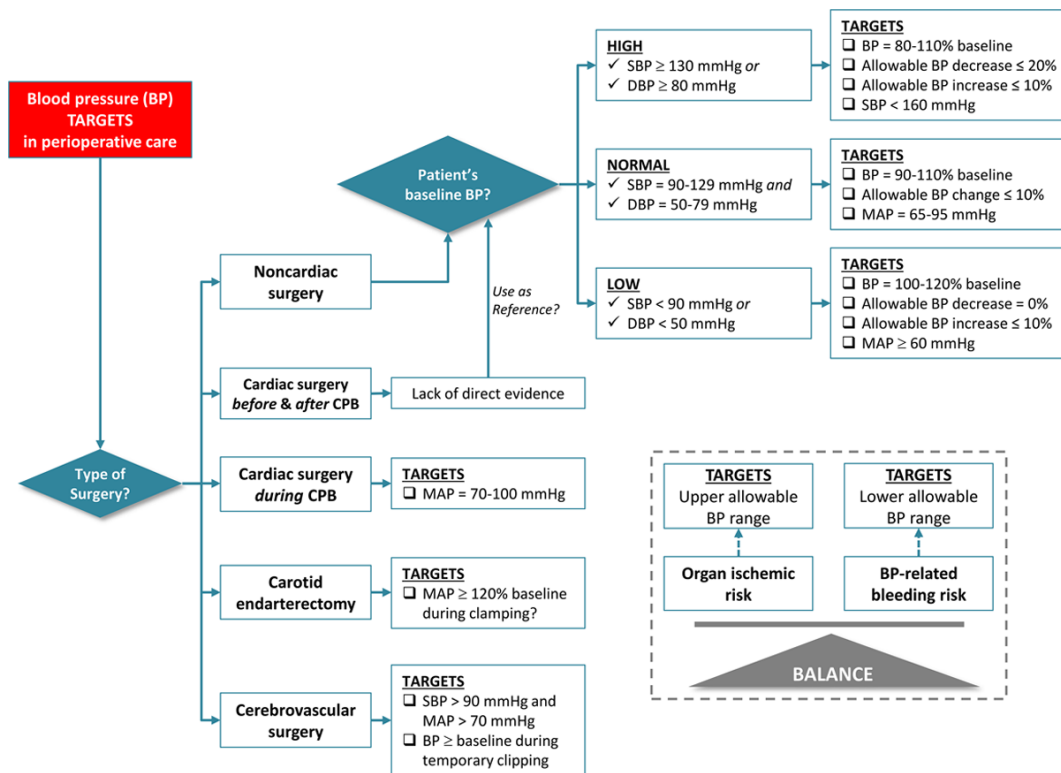 Blood pressure (BP)
TARGETS
in perioperative care
Type of
Surgery?
Noncardiac
surgery
Cardiac surgery
before & after CPB
Lack of direct evidence
Use as
Reference?
Cardiac surgery
during CPB
TARGETS
❑ MAP = 70-100 mmHg
Carotid
endarterectomy
TARGETS
❑ MAP ≥ 120% baseline
during clamping?
Cerebrovascular
surgery
TARGETS
❑ SBP > 90 mmHg and
MAP > 70 mmHg
❑ BP ≥ baseline during
temporary clipping
Patient's
baseline BP?
HIGH
✓ SBP ≥ 130 mmHg or
✓ DBP ≥ 80 mmHg
TARGETS
❑ BP = 80-110% baseline
❑ Allowable BP decrease ≤ 20%
❑ Allowable BP increase ≤ 10%
❑ SBP < 160 mmHg
NORMAL
✓ SBP = 90-129 mmHg and
✓ DBP = 50-79 mmHg
TARGETS
❑ BP = 90-110% baseline
❑ Allowable BP change ≤ 10%
❑ MAP = 65-95 mmHg
LOW
✓ SBP < 90 mmHg or
✓ DBP < 50 mmHg
TARGETS
❑ BP = 100-120% baseline
❑ Allowable BP decrease = 0%
❑ Allowable BP increase ≤ 10%
❑ MAP ≥ 60 mmHg
TARGETS
Upper allowable
BP range
Organ ischemic
risk
TARGETS
Lower allowable
BP range
BP-related
bleeding risk
BALANCE